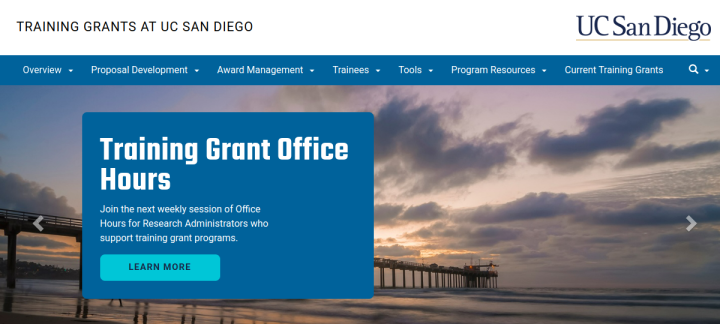 TRAINING GRANTS AT UC SAN DIEGO
UC San Diego
Overview
Proposal Development
Award Management
Trainees
Tools
Program Resources
Current Training Grants
Training Grant Office
Hours
Join the next weekly session of Office
Hours for Research Administrators who
support training grant programs.
LEARN MORE